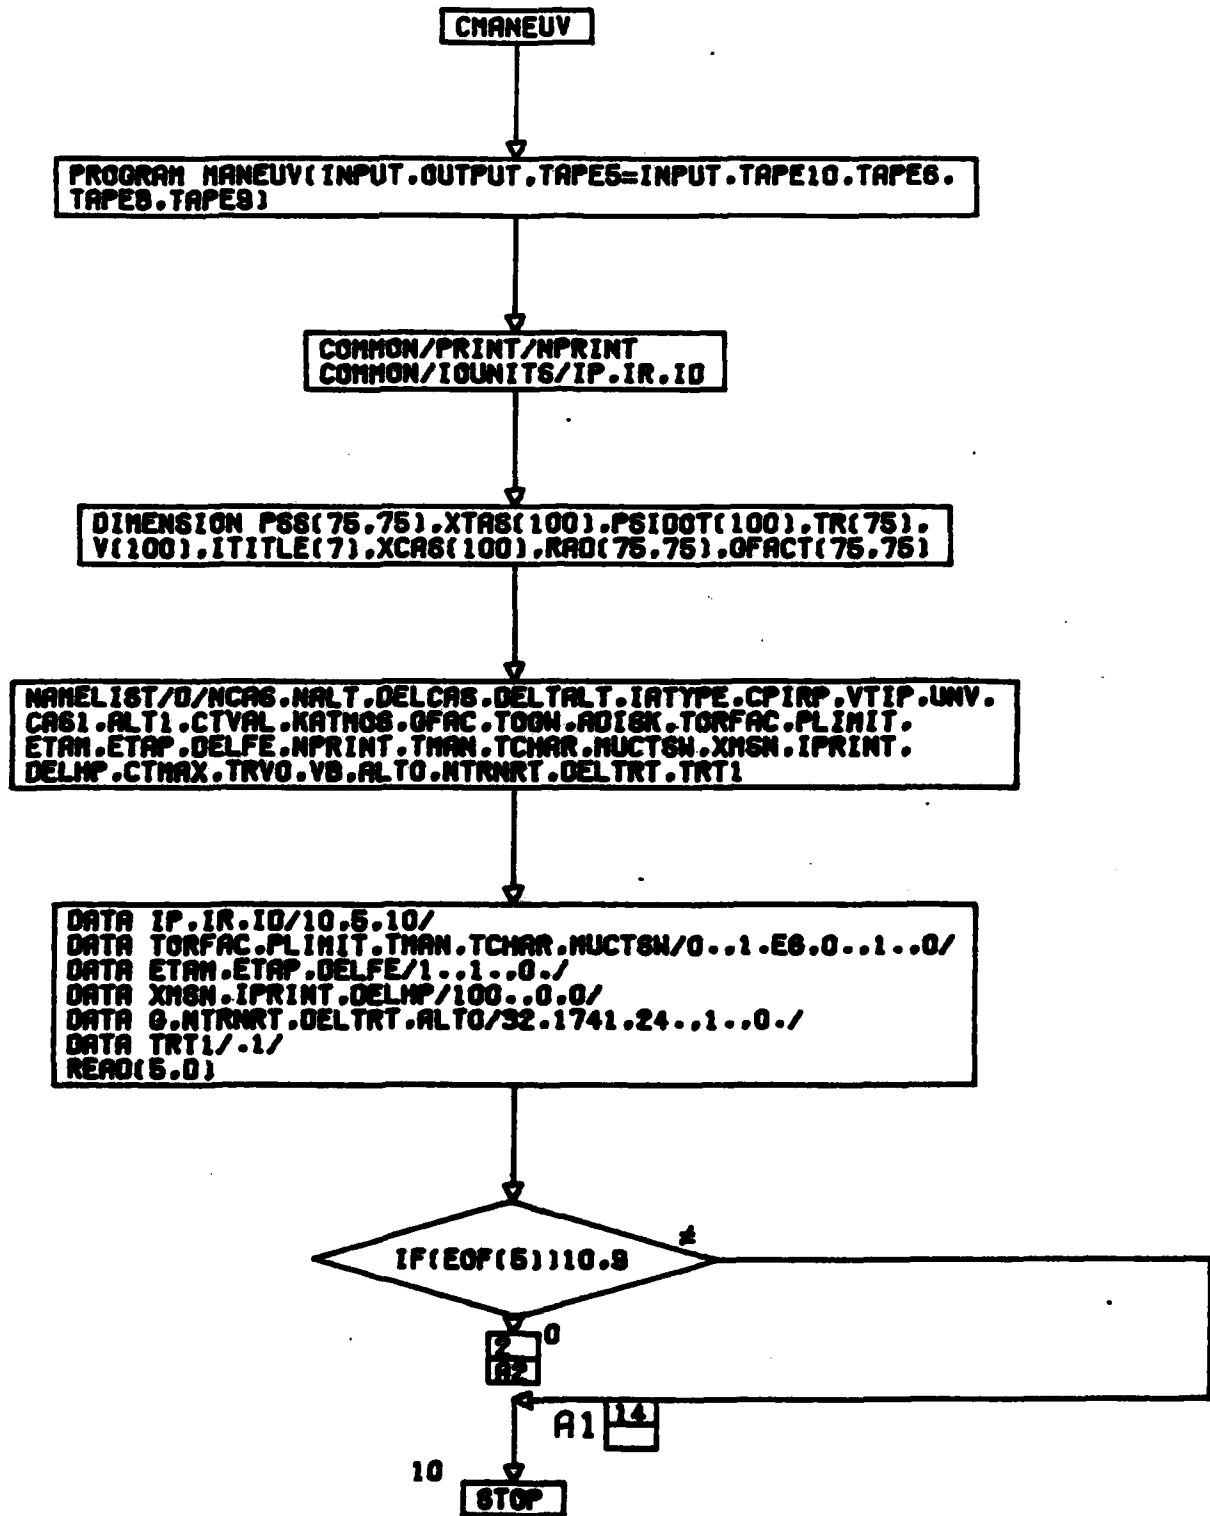 CMANEUV
PROGRAM MANEUV(INPUT,OUTPUT,TAPE5=INPUT,TAPE10,TAPE6,
TAPE8,TAPE9)
COMMON/PRINT/NPRINT
COMMON/IOUNITS/IP,IR,IO
DIMENSION PSS(75,75),XTAS(100),PSIDOT(100),TR(75),
V(100),ITITLE(7),XCAS(100),RAD(75,75),GFACT(75,75)
NAMELIST/D/NCAS,NALT,DELCAS,DELTALT,IATYPE,CPIRP,VTIP,UNV,
CAS1,ALT1,CTVAL,KATMOS,GFAC,TOGW,ADISK,TORFAC,PLIMIT,
ETAM,ETAP,DELFE,NPRINT,TMAN,TCHAR,MUCTSW,XMSN,IPRINT,
DELHP,CTMAX,TRVO,VB,ALTO,NTRNRT,DELTRT,TRT1
DATA IP,IR,IO/10,5,10/
DATA TORFAC,PLIMIT,TMAN,TCHAR,MUCTSW/0.,1.E6,0.,1.,0/
DATA ETAM,ETAP,DELFE/1.,1.,0./
DATA XMSN,IPRINT,DELHP/100.,0,0/
DATA G,NTRNRT,DELTRT,ALTO/32.1741,24.,1.,0./
DATA TRT1/.1/
READ(5,D)
≠
IF(EOF(5))10,9
0
2
A2
A1 14
10
STOP